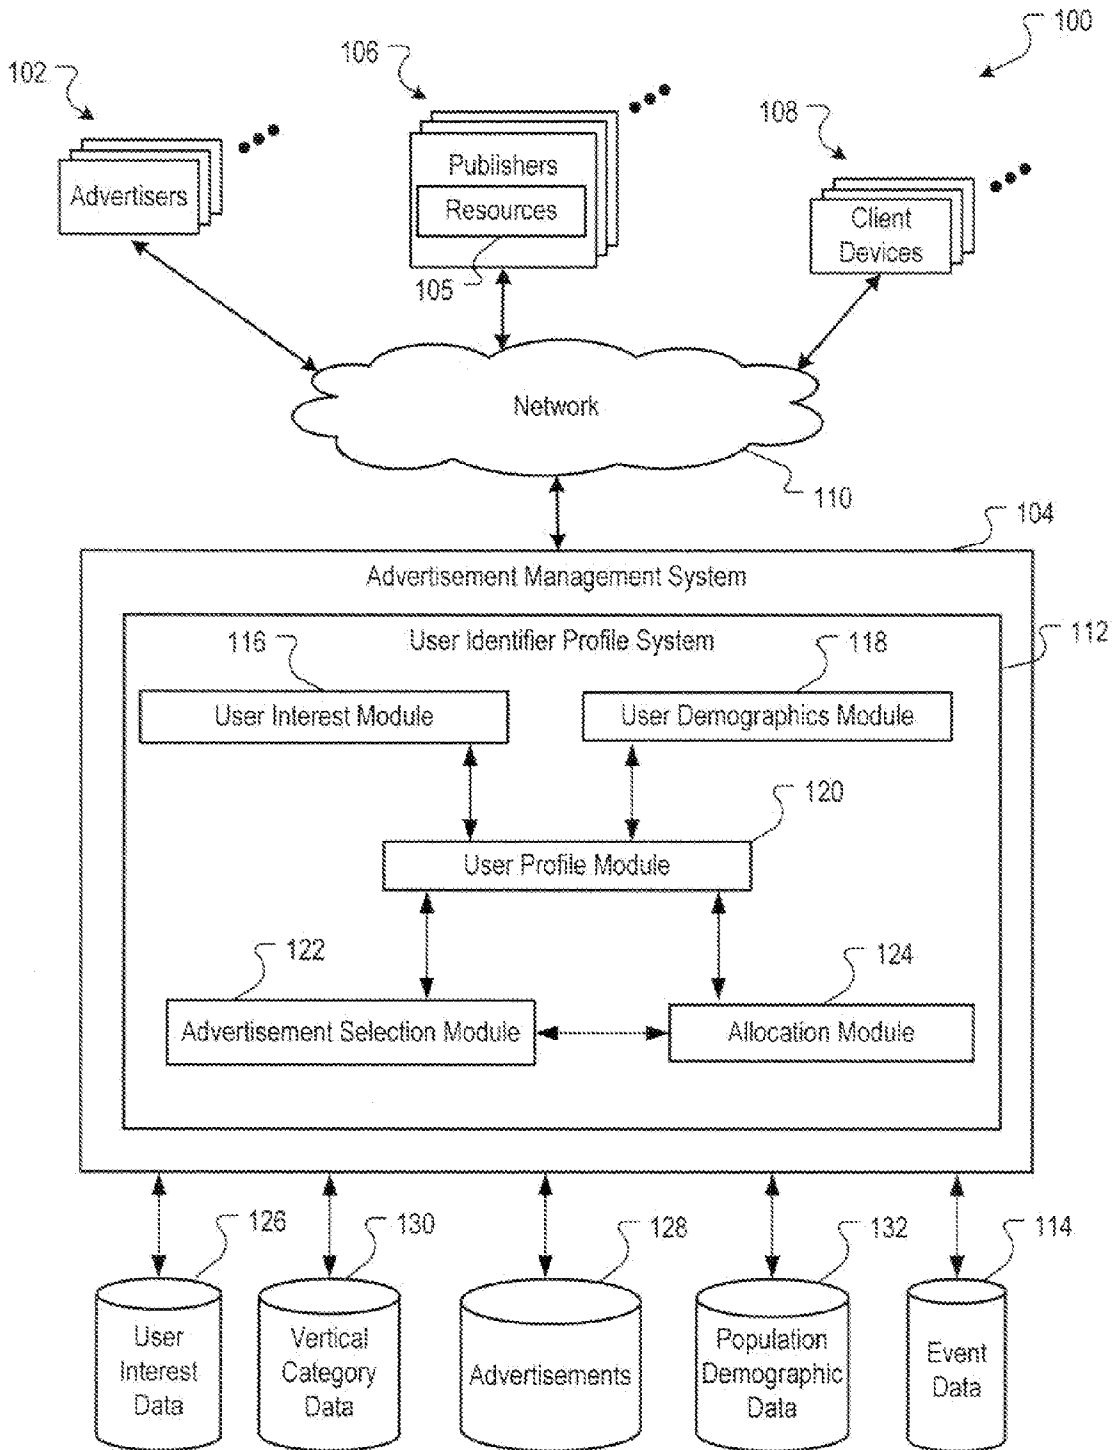 100
106
102
108
Publishers
Advertisers
Resources
Client
Devices
105
Network
110
104
Advertisement Management System
User Identifier Profile System
112
116
118
User Interest Module
User Demographics Module
120
User Profile Module
122
124
Advertisement Selection Module
Allocation Module
126
130
128
132
114
User
Interest
Data
Vertical
Category
Data
Advertisements
Population
Demographic
Data
Event
Data